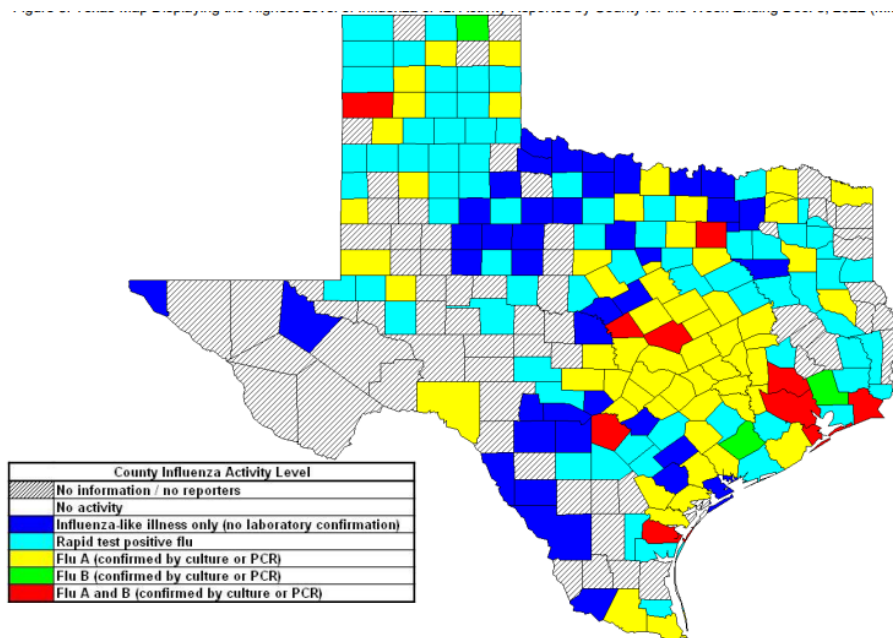 County Influenza Activity Level
No information / no reporters
No activity
Influenza-like illness only (no laboratory confirmation)
Rapid test positive flu
Flu A (confirmed by culture or PCR)
Flu B (confirmed by culture or PCR)
Flu A and B (confirmed by culture or PCR)